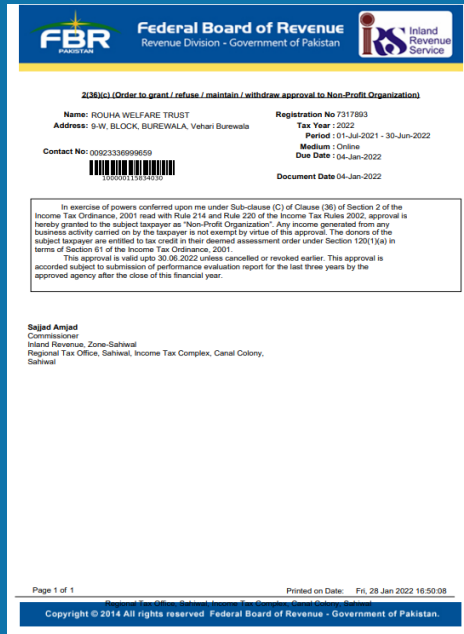 FBR
PAKISTAN
Federal Board of Revenue
Revenue Division - Government of Pakistan
IRS
Inland
Revenue
Service
2(36)(c) (Order to grant / refuse / maintain / withdraw approval to Non-Profit Organization)
Name: ROUHA WELFARE TRUST
Registration No 7317893
Address: 9-W, BLOCK, BUREWALA, Vehari Burewala
Tax Year : 2022
Period : 01-Jul-2021 - 30-Jun-2022
Medium : Online
Contact No: 00923336999659
Due Date : 04-Jan-2022
100000115834030
Document Date 04-Jan-2022
In exercise of powers conferred upon me under Sub-clause (C) of Clause (36) of Section 2 of the
Income Tax Ordinance, 2001 read with Rule 214 and Rule 220 of the Income Tax Rules 2002, approval is
hereby granted to the subject taxpayer as "Non-Profit Organization". Any income generated from any
business activity carried on by the taxpayer is not exempt by virtue of this approval. The donors of the
subject taxpayer are entitled to tax credit in their deemed assessment order under Section 120(1)(a) in
terms of Section 61 of the Income Tax Ordinance, 2001.
This approval is valid upto 30.06.2022 unless cancelled or revoked earlier. This approval is
accorded subject to submission of performance evaluation report for the last three years by the
approved agency after the close of this financial year.
Sajjad Amjad
Commissioner
Inland Revenue, Zone-Sahiwal
Regional Tax Office, Sahiwal, Income Tax Complex, Canal Colony,
Sahiwal
Page 1 of 1
Printed on Date: Fri, 28 Jan 2022 16:50:08
Regional Tax Office, Sahiwal, Income Tax Complex, Canal Colony, Sahiwal
Copyright © 2014 All rights reserved Federal Board of Revenue - Government of Pakistan.